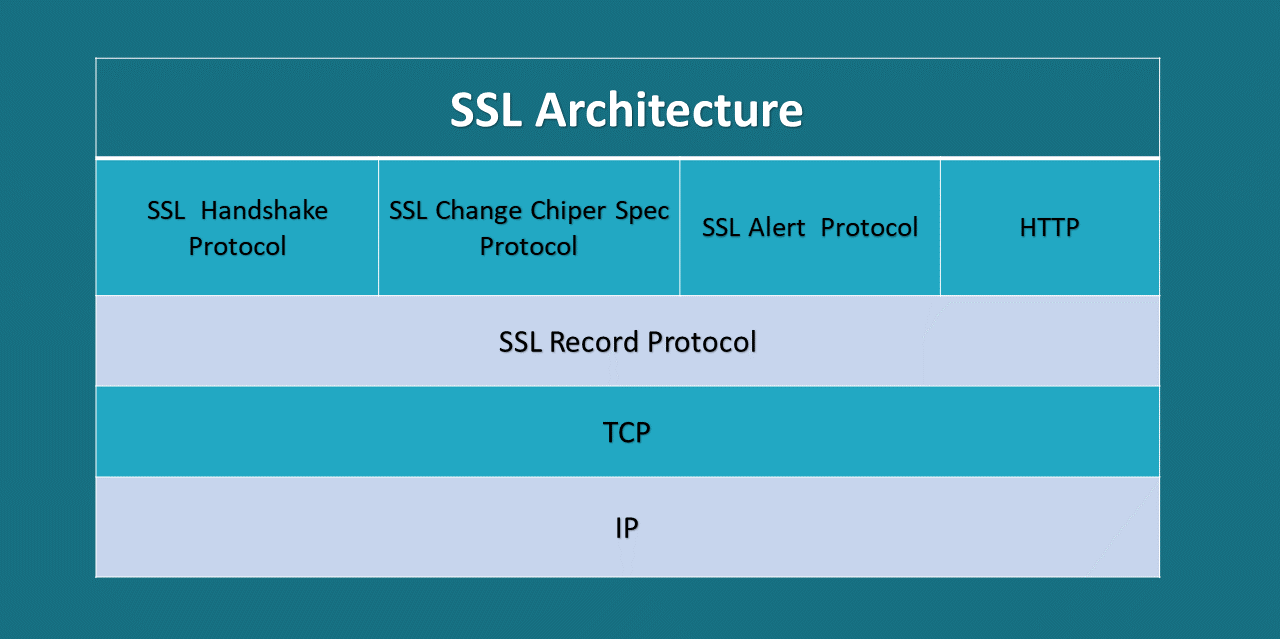 SSL Architecture
SSL Handshake
Protocol
SSL Change Chiper Spec
Protocol
SSL Alert Protocol
HTTP
SSL Record Protocol
TCP
IP